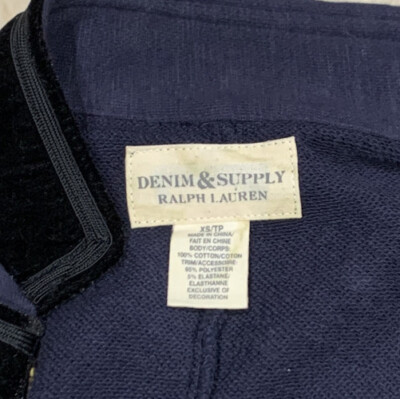 DENIM & SUPPLY
RALPH LAUREN
XS/TP
MADE IN CHINA/
FAIT EN CHINE
BODY/CORPS:
100% COTTON/COTON
TRIM/ACCESSOIRE:
95% POLYESTER
5% ELASTANE/
ELASTHANNE
EXCLUSIVE OF
DECORATION